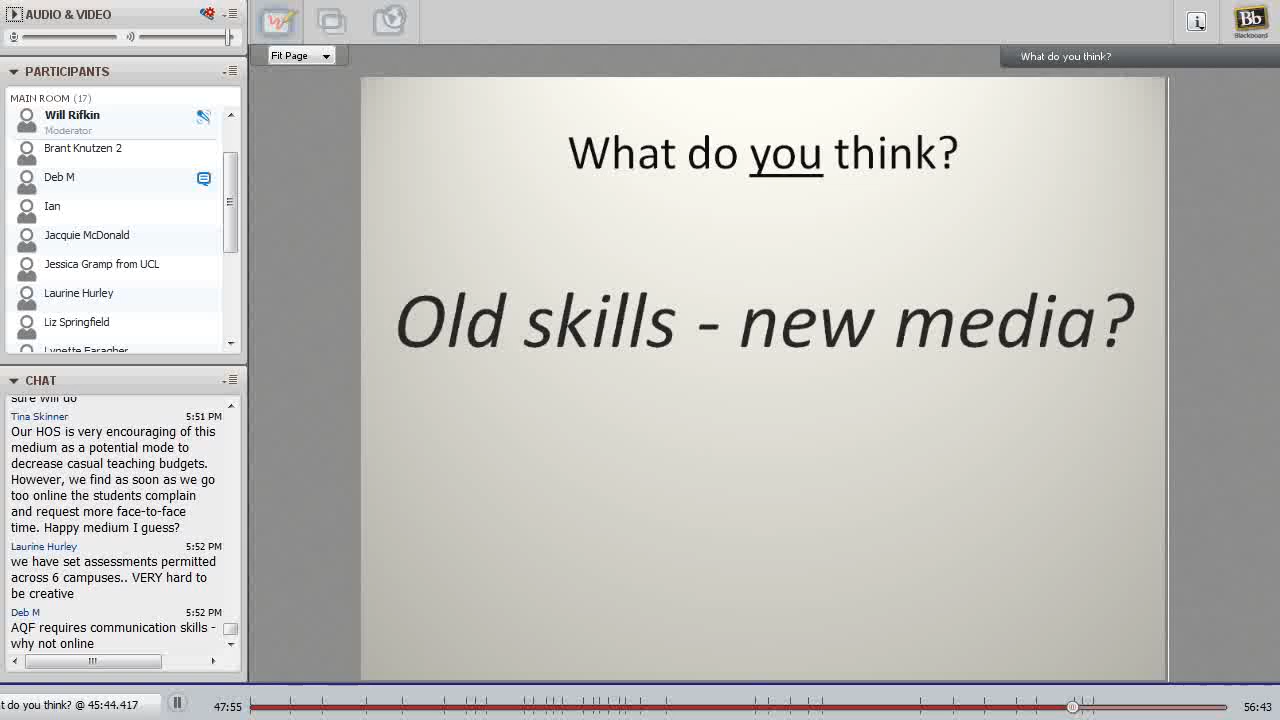 AUDIO & VIDEO
PARTICIPANTS
MAIN ROOM (17)
Will Rifkin
Moderator
Brant Knutzen 2
Deb M
Ian
Jacquie McDonald
Jessica Gramp from UCL
Laurine Hurley
Liz Springfield
Lynette Faragher
CHAT
sure will do
Tina Skinner 5:51 PM
Our HOS is very encouraging of this
medium as a potential mode to
decrease casual teaching budgets.
However, we find as soon as we go
too online the students complain
and request more face-to-face
time. Happy medium I guess?
Laurine Hurley 5:52 PM
we have set assessments permitted
across 6 campuses.. VERY hard to
be creative
Deb M 5:52 PM
AQF requires communication skills -
why not online
Fit Page
What do you think?
Bb
Blackboard
What do you think?
Old skills - new media?
t do you think? @ 45:44.417
47:55
56:43